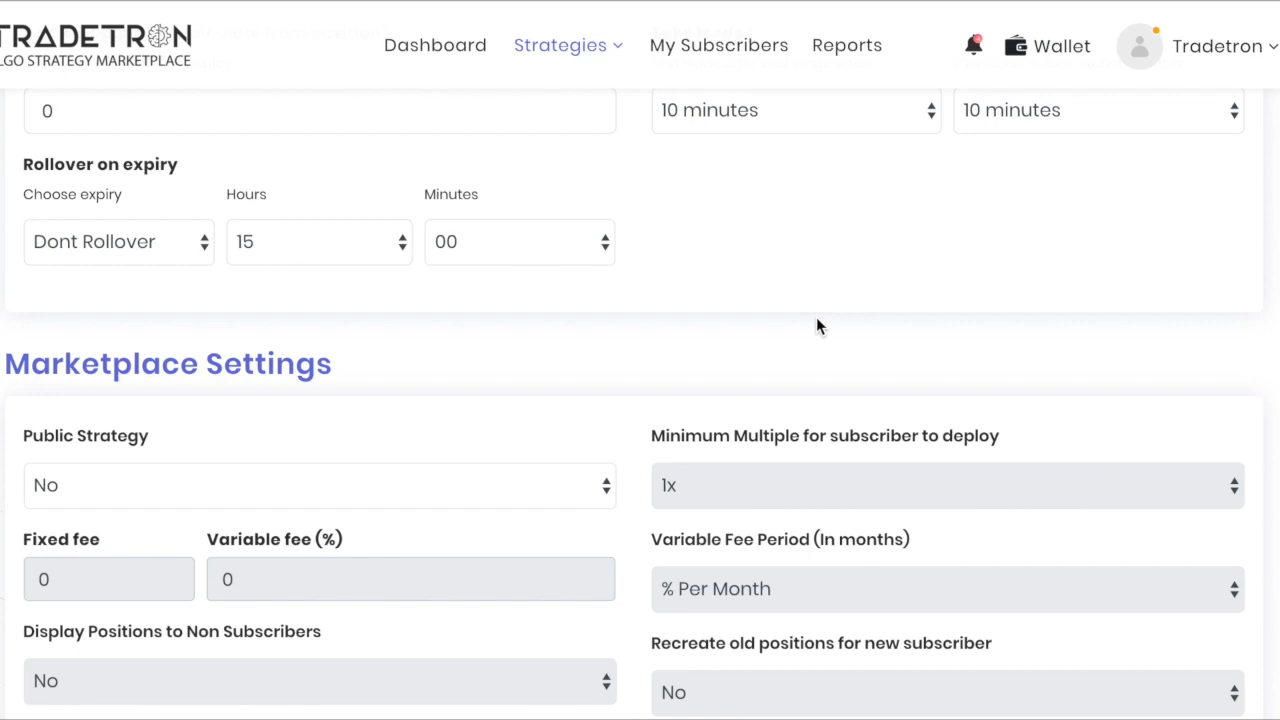 TRADETRON
LGO STRATEGY MARKETPLACE
Dashboard
Strategies
My Subscribers
Reports
Wallet
Tradetron
0
10 minutes
10 minutes
Rollover on expiry
Choose expiry
Hours
Minutes
Dont Rollover
15
00
Marketplace Settings
Public Strategy
Minimum Multiple for subscriber to deploy
No
1x
Fixed fee
Variable fee (%)
Variable Fee Period (In months)
0
0
% Per Month
Display Positions to Non Subscribers
Recreate old positions for new subscriber
No
No